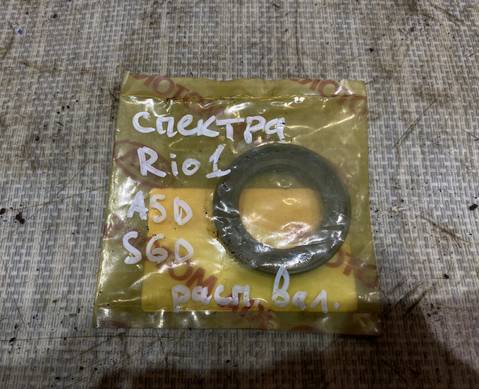 спектра
Rio1
A5D
S6D
расп. вал.